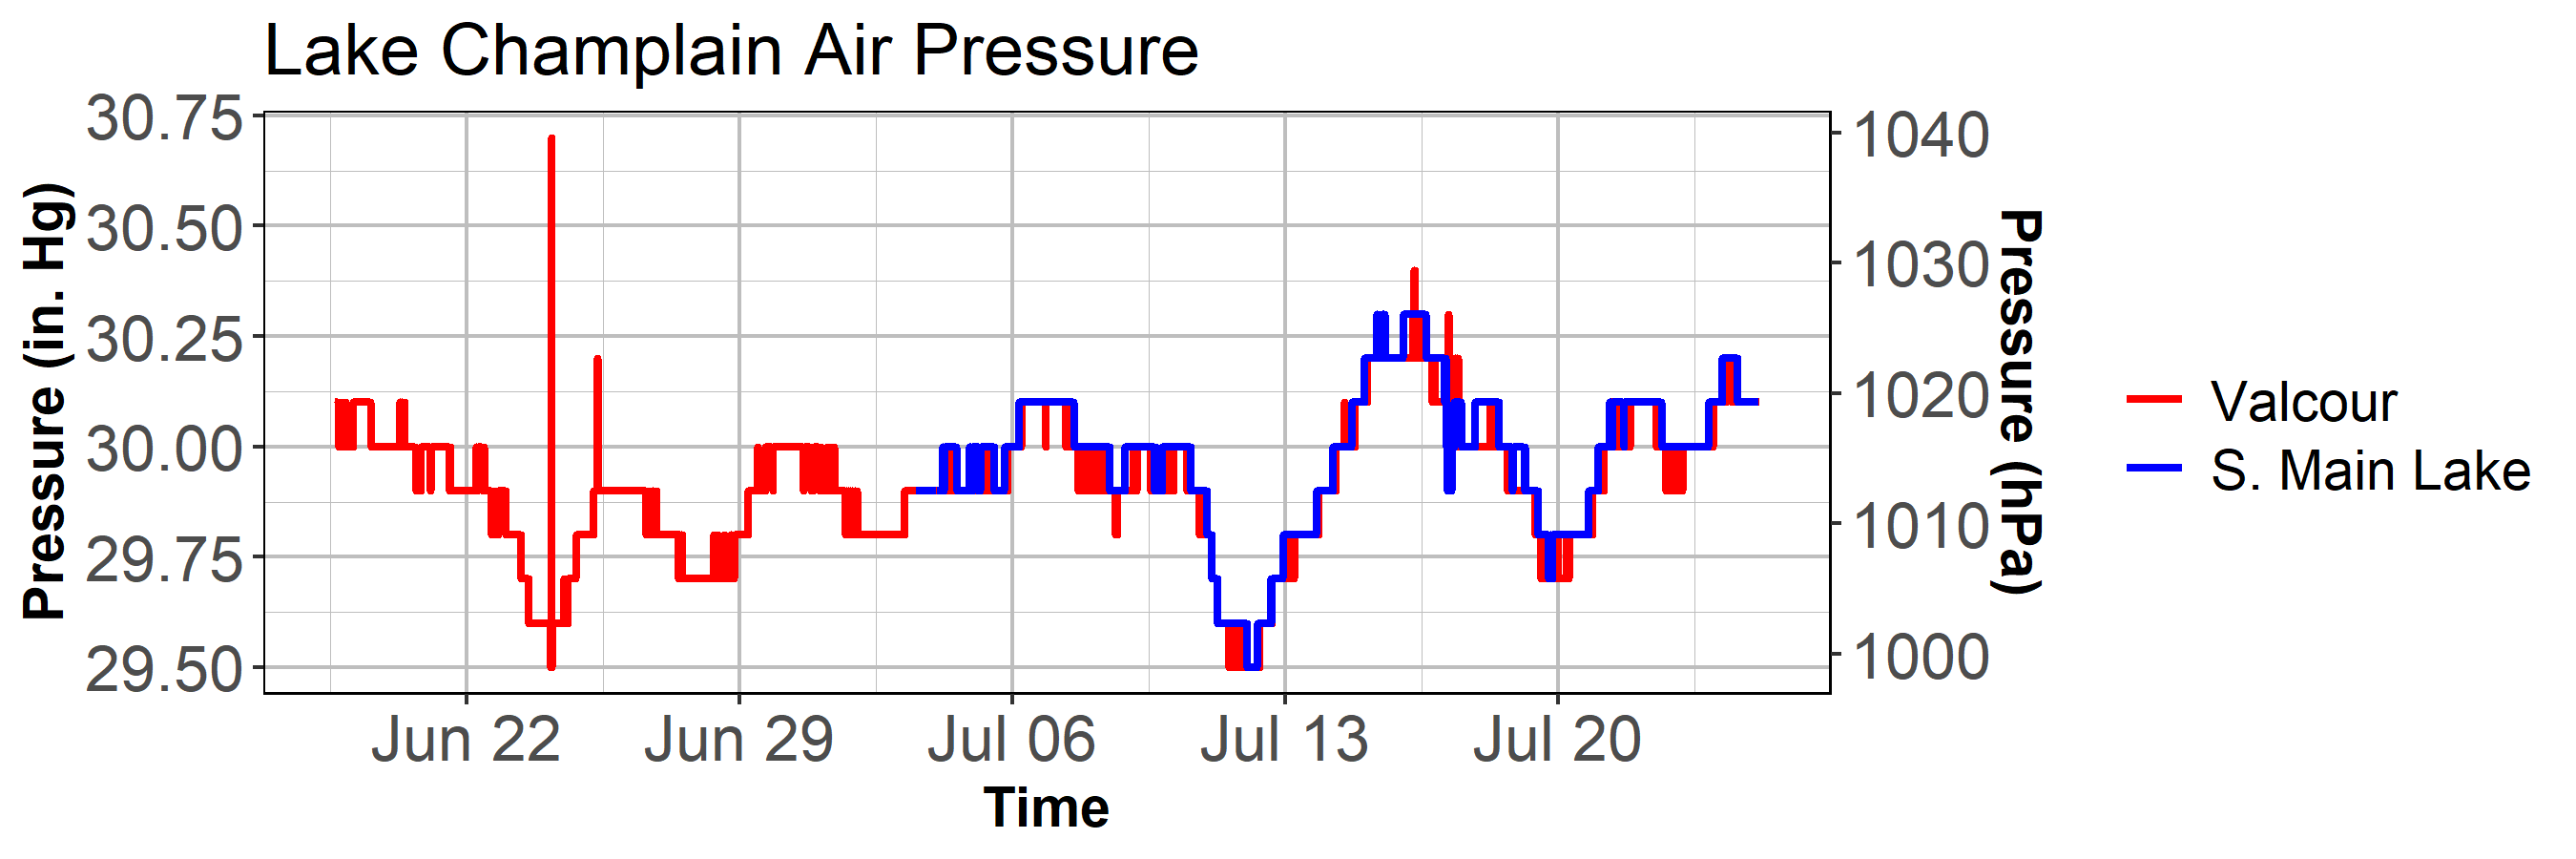 Lake Champlain Air Pressure
30.75
30.50
30.25
30.00
29.75
29.50
Pressure (in. Hg)
1040
1030
1020
1010
1000
Pressure (hPa)
Jun 22
Jun 29
Jul 06
Jul 13
Jul 20
Time
Valcour
S. Main Lake